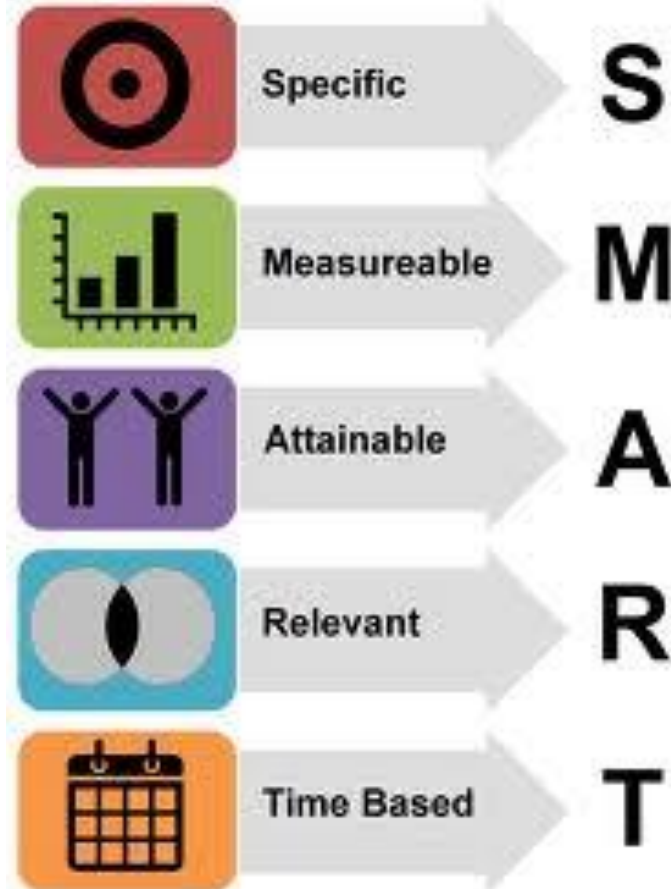 Specific S
Measureable M
Attainable A
Relevant R
Time Based T